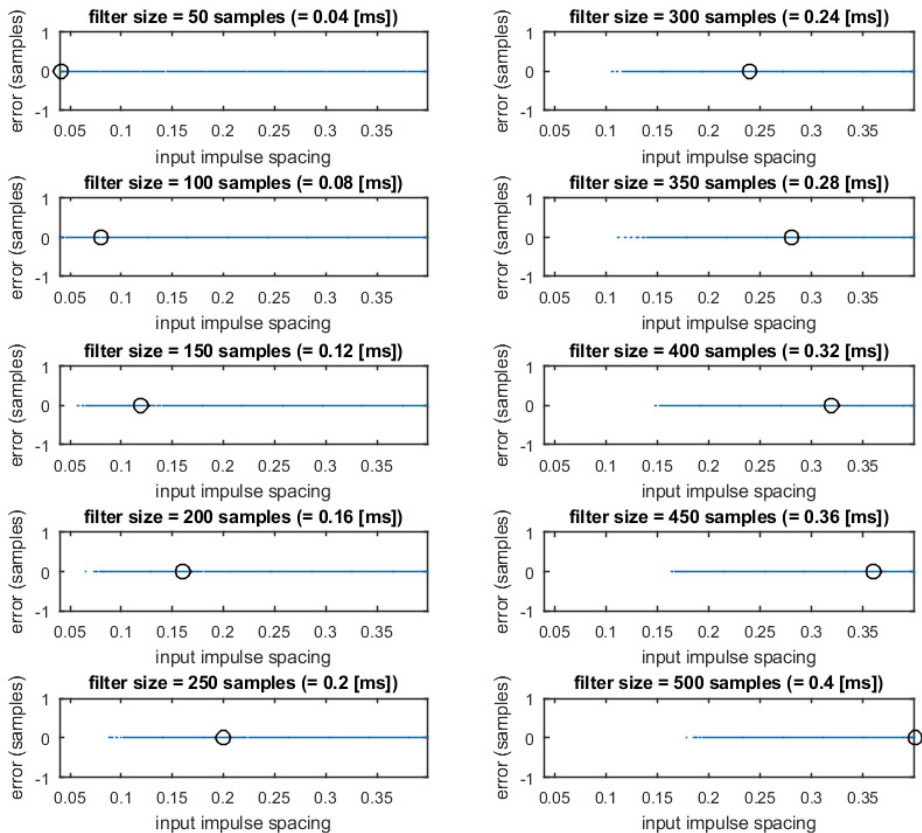 filter size = 50 samples (= 0.04 [ms])
1
0
-1
error (samples)
0.05 0.1 0.15 0.2 0.25 0.3 0.35
input impulse spacing
filter size = 100 samples (= 0.08 [ms])
1
0
-1
error (samples)
0.05 0.1 0.15 0.2 0.25 0.3 0.35
input impulse spacing
filter size = 150 samples (= 0.12 [ms])
1
0
-1
error (samples)
0.05 0.1 0.15 0.2 0.25 0.3 0.35
input impulse spacing
filter size = 200 samples (= 0.16 [ms])
1
0
-1
error (samples)
0.05 0.1 0.15 0.2 0.25 0.3 0.35
input impulse spacing
filter size = 250 samples (= 0.2 [ms])
1
0
-1
error (samples)
0.05 0.1 0.15 0.2 0.25 0.3 0.35
input impulse spacing
filter size = 300 samples (= 0.24 [ms])
1
0
-1
error (samples)
0.05 0.1 0.15 0.2 0.25 0.3 0.35
input impulse spacing
filter size = 350 samples (= 0.28 [ms])
1
0
-1
error (samples)
0.05 0.1 0.15 0.2 0.25 0.3 0.35
input impulse spacing
filter size = 400 samples (= 0.32 [ms])
1
0
-1
error (samples)
0.05 0.1 0.15 0.2 0.25 0.3 0.35
input impulse spacing
filter size = 450 samples (= 0.36 [ms])
1
0
-1
error (samples)
0.05 0.1 0.15 0.2 0.25 0.3 0.35
input impulse spacing
filter size = 500 samples (= 0.4 [ms])
1
0
-1
error (samples)
0.05 0.1 0.15 0.2 0.25 0.3 0.35
input impulse spacing